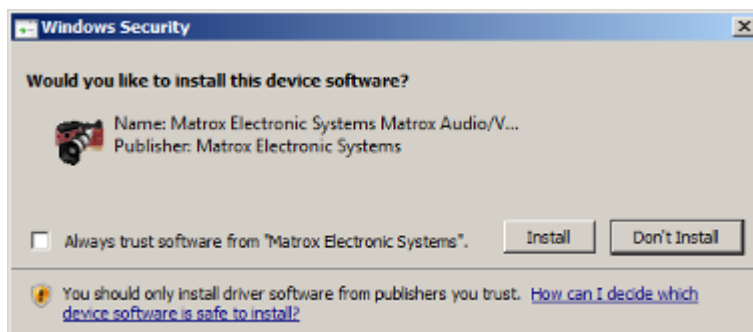 Windows Security
Would you like to install this device software?
Name: Matrox Electronic Systems Matrox Audio/V...
Publisher: Matrox Electronic Systems
Always trust software from "Matrox Electronic Systems".
Install
Don't Install
You should only install driver software from publishers you trust. How can I decide which
device software is safe to install?